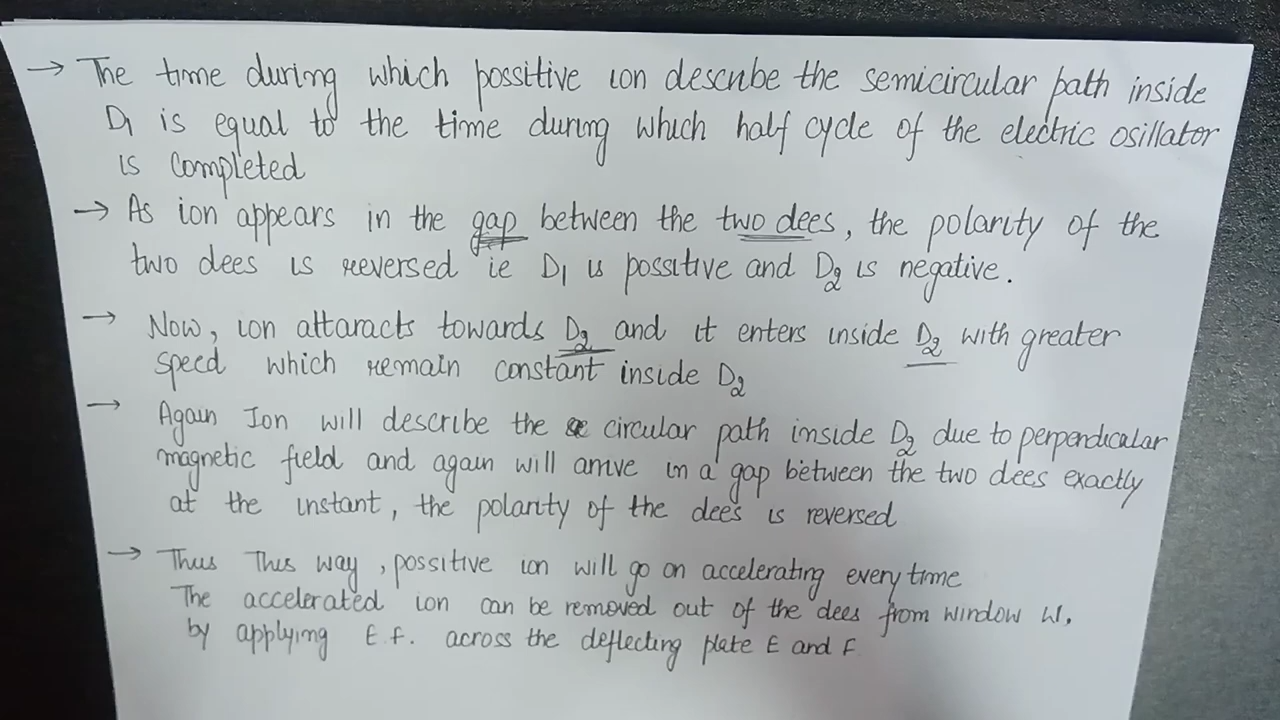 → The time during which possitive ion describe the semicircular path inside
D1 is equal to the time during which half cycle of the electric osillator
is completed
→ As ion appears in the gap between the two dees, the polarity of the
two dees is reversed ie D1 is possitive and D2 is negative.
→ Now, ion attaracts towards D2 and it enters inside D2 with greater
speed which remain constant inside D2
→ Again Ion will describe the circular path inside D2 due to perpendicalar
magnetic field and again will arrive in a gap between the two dees exactly
at the instant, the polarity of the dees is reversed
→ Thus This way, possitive ion will go on accelerating every time
The accelerated ion can be removed out of the dees from window W,
by applying E.f. across the deflecting plate E and F